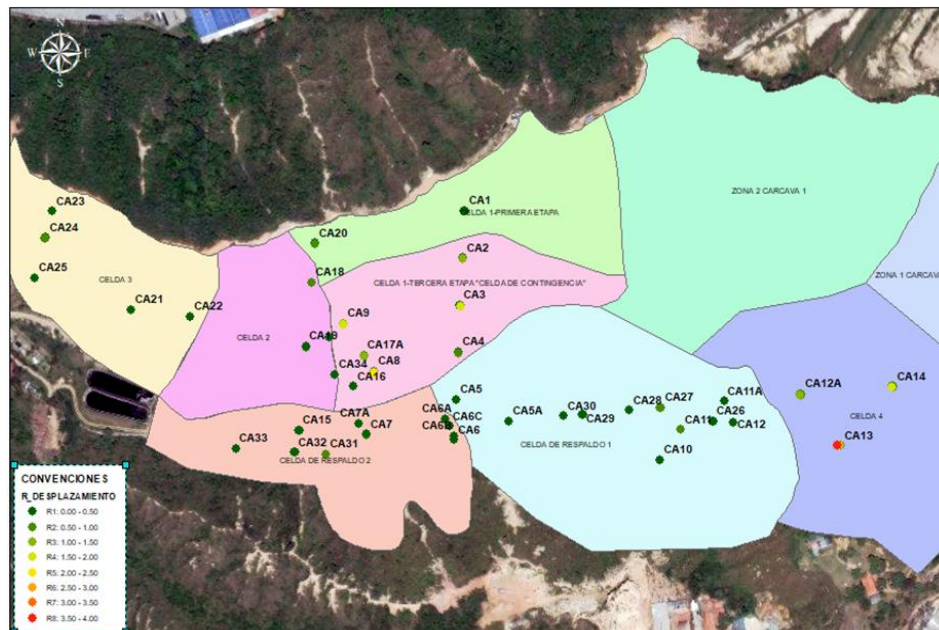 N
W E
S
CA23
CA24
CA25
CELDA 3
CA21
CA22
CA20
CA1
CELDA 1-PRIMERA ETAPA
CA18
CA2
CELDA 1-TERCERA ETAPA "CELDA DE CONTINGENCIA"
CA3
ZONA 2 CARCAVA 1
ZONA 1 CARCAVA
CELDA 2
CA9
CA19
CA17A
CA8
CA34
CA16
CA4
CA5
CA6A
CA6C
CA6B
CA6
CA5A
CA30
CA29
CA28
CA27
CA11A
CA26
CA11
CA12
CA10
CELDA DE RESPALDO 1
CA12A
CA14
CELDA 4
CA13
CA7A
CA7
CA15
CA33
CA32
CA31
CELDA DE RESPALDO 2
CONVENCIONES
R_DESPLAZAMIENTO
R1: 0.00 - 0.50
R2: 0.50 - 1.00
R3: 1.00 - 1.50
R4: 1.50 - 2.00
R5: 2.00 - 2.50
R6: 2.50 - 3.00
R7: 3.00 - 3.50
R8: 3.50 - 4.00